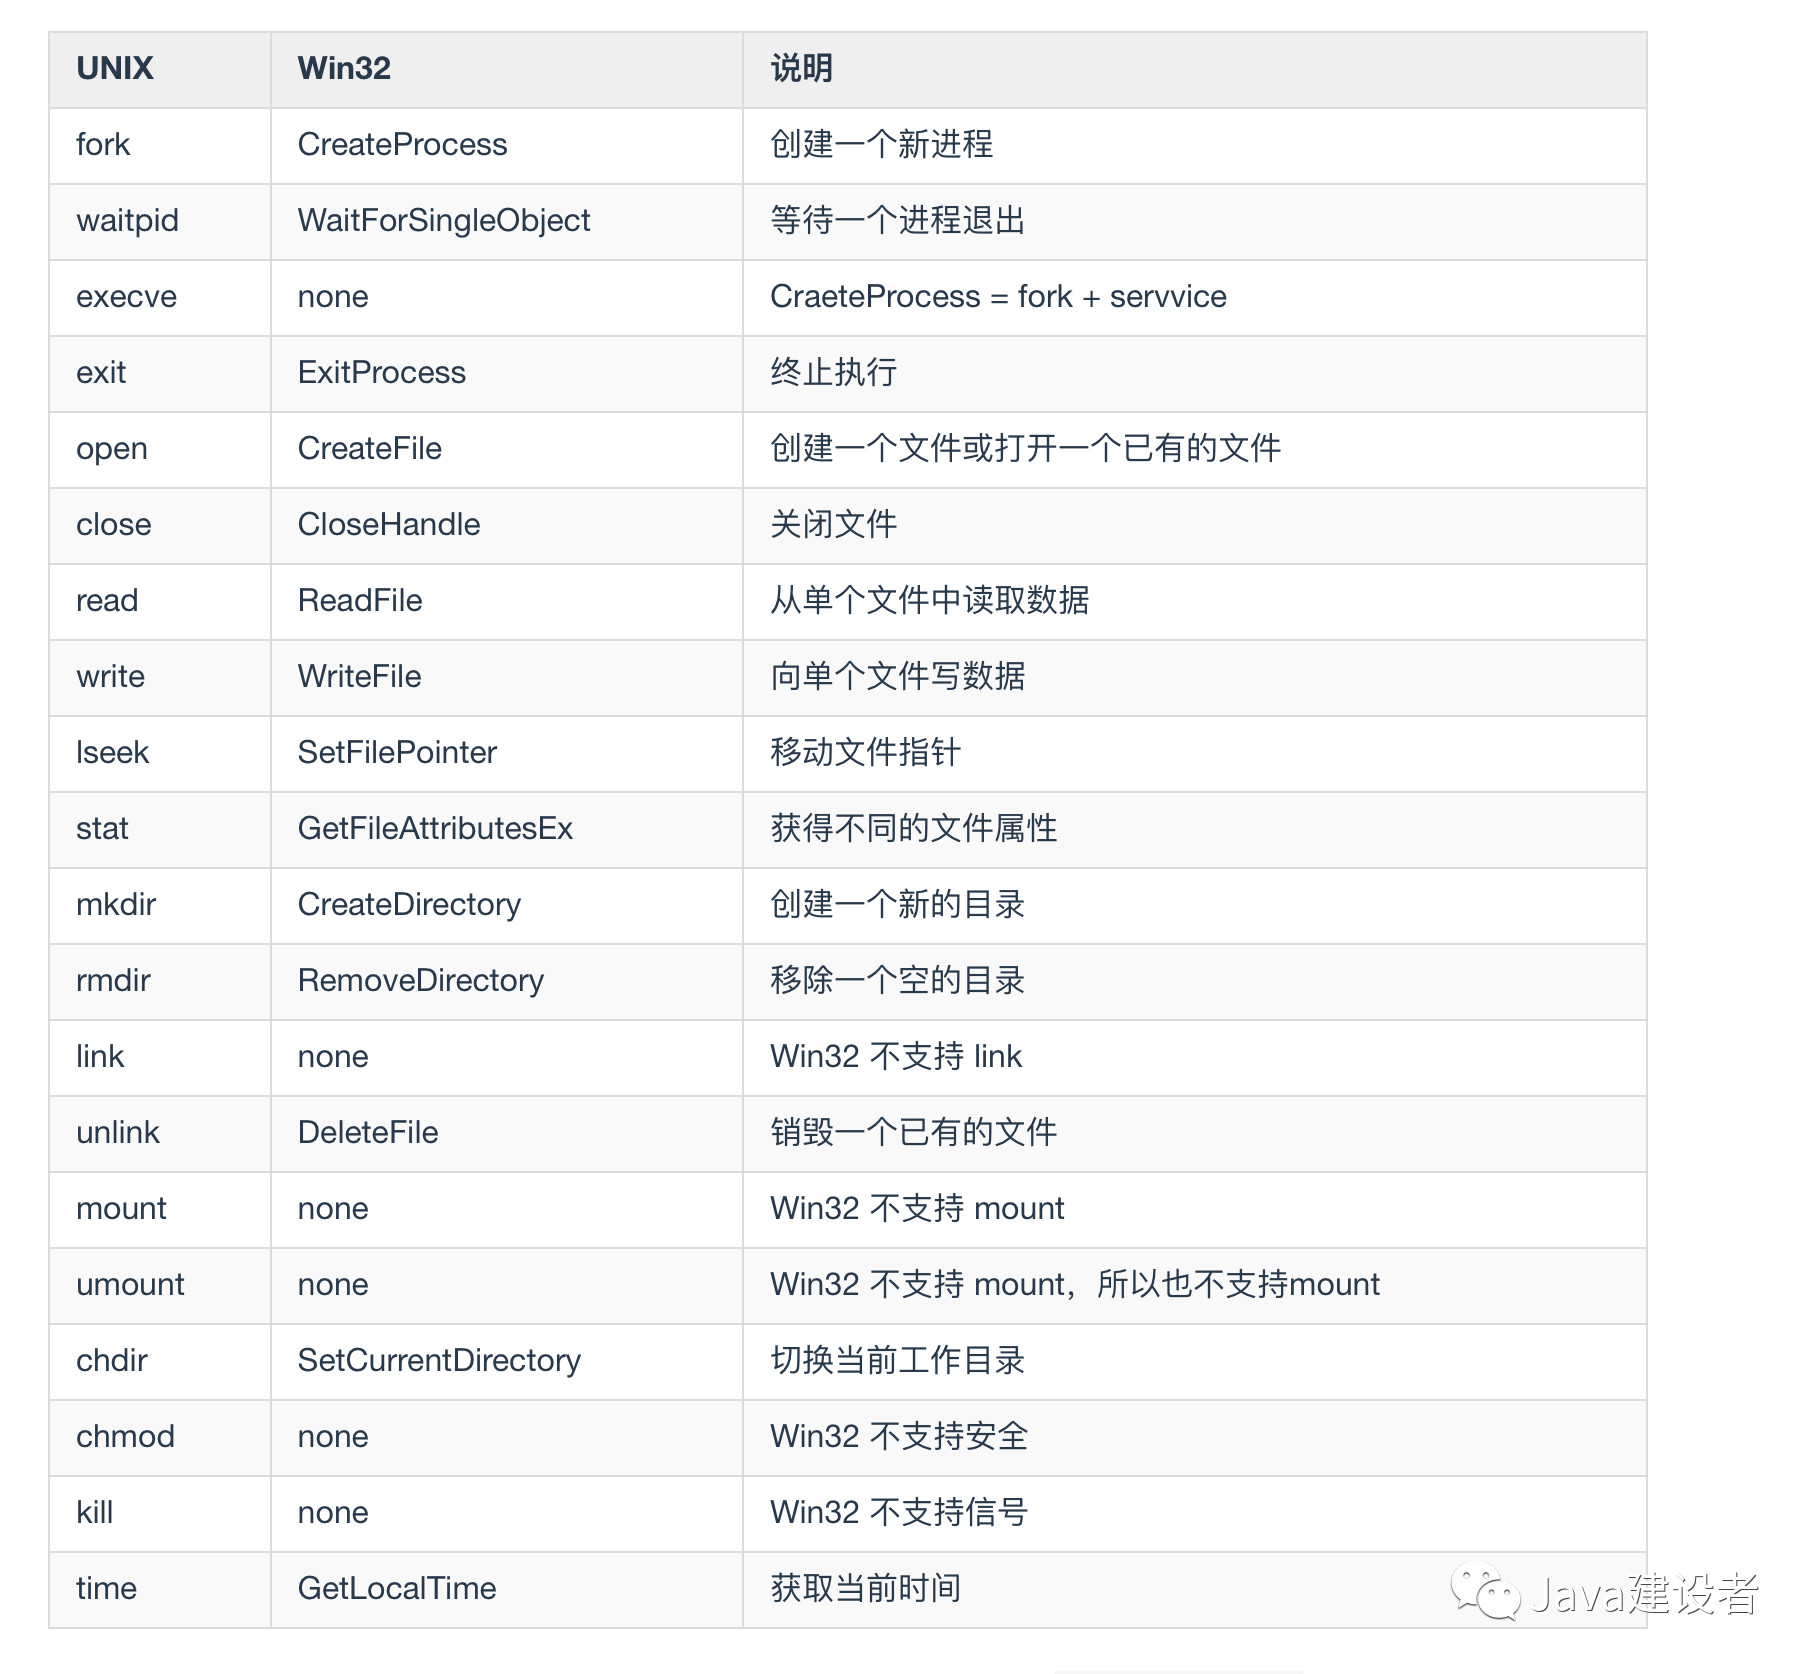 UNIX Win32 说明
fork CreateProcess 创建一个新进程
waitpid WaitForSingleObject 等待一个进程退出
execve none CraeteProcess = fork + servvice
exit ExitProcess 终止执行
open CreateFile 创建一个文件或打开一个已有的文件
close CloseHandle 关闭文件
read ReadFile 从单个文件中读取数据
write WriteFile 向单个文件写数据
lseek SetFilePointer 移动文件指针
stat GetFileAttributesEx 获得不同的文件属性
mkdir CreateDirectory 创建一个新的目录
rmdir RemoveDirectory 移除一个空的目录
link none Win32 不支持 link
unlink DeleteFile 销毁一个已有的文件
mount none Win32 不支持 mount
umount none Win32 不支持 mount，所以也不支持mount
chdir SetCurrentDirectory 切换当前工作目录
chmod none Win32 不支持安全
kill none Win32 不支持信号
time GetLocalTime 获取当前时间
Java建设者